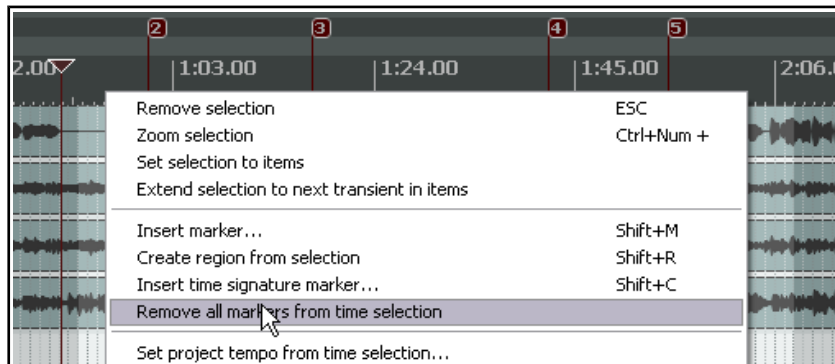 2 3 4 5
2.00 1:03.00 1:24.00 1:45.00 2:06.
Remove selection ESC
Zoom selection Ctrl+Num +
Set selection to items
Extend selection to next transient in items
Insert marker... Shift+M
Create region from selection Shift+R
Insert time signature marker... Shift+C
Remove all markers from time selection
Set project tempo from time selection...